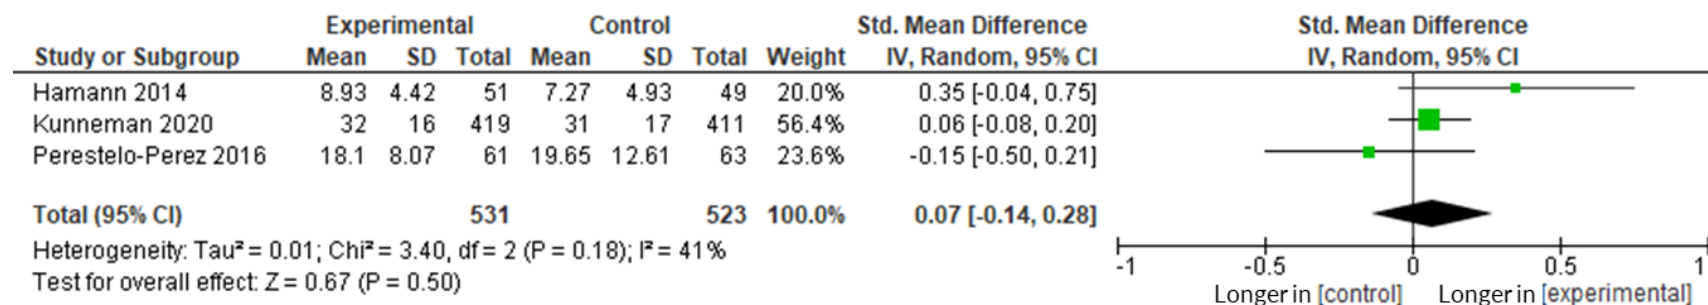 Experimental Control Std. Mean Difference Std. Mean Difference
Study or Subgroup Mean SD Total Mean SD Total Weight IV, Random, 95% CI IV, Random, 95% CI
Hamann 2014 8.93 4.42 51 7.27 4.93 49 20.0% 0.35 [-0.04, 0.75]
Kunneman 2020 32 16 419 31 17 411 56.4% 0.06 [-0.08, 0.20]
Perestelo-Perez 2016 18.1 8.07 61 19.65 12.61 63 23.6% -0.15 [-0.50, 0.21]
Total (95% CI) 531 523 100.0% 0.07 [-0.14, 0.28]
Heterogeneity: Tau² = 0.01; Chi² = 3.40, df = 2 (P = 0.18); I² = 41%
Test for overall effect: Z = 0.67 (P = 0.50)
-1 -0.5 0 0.5 1
Longer in [control] Longer in [experimental]